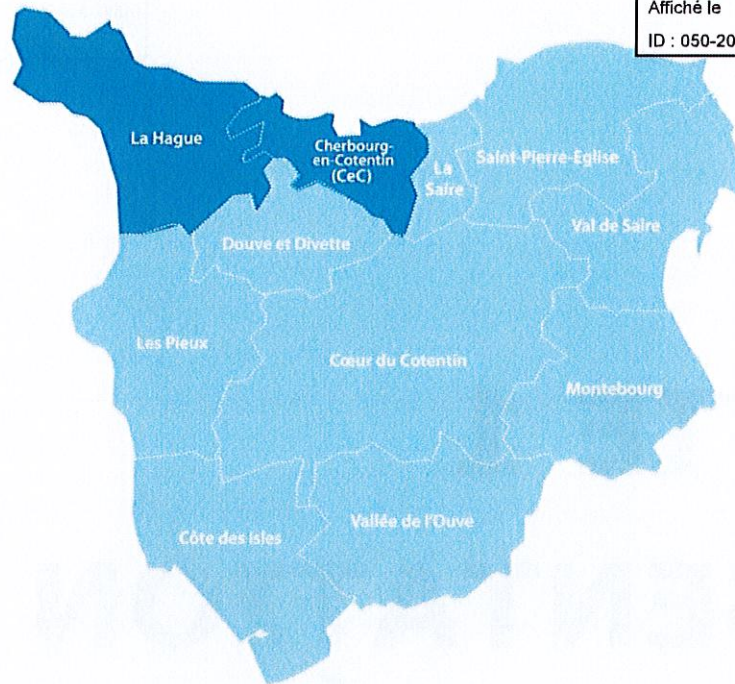 Affiché le
ID : 050-20
La Hague
Cherbourg-
en-Cotentin
(CeC)
La
Saire
Saint-Pierre-Eglise
Val de Saire
Douve et Divette
Les Pieux
Cœur du Cotentin
Montebourg
Côte des Isles
Vallée de l'Ouve